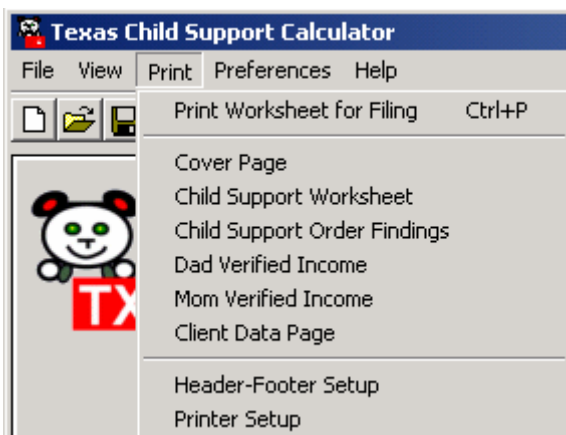 Texas Child Support Calculator
File View Print Preferences Help
Print Worksheet for Filing Ctrl+P
Cover Page
Child Support Worksheet
Child Support Order Findings
Dad Verified Income
Mom Verified Income
Client Data Page
Header-Footer Setup
Printer Setup
TX